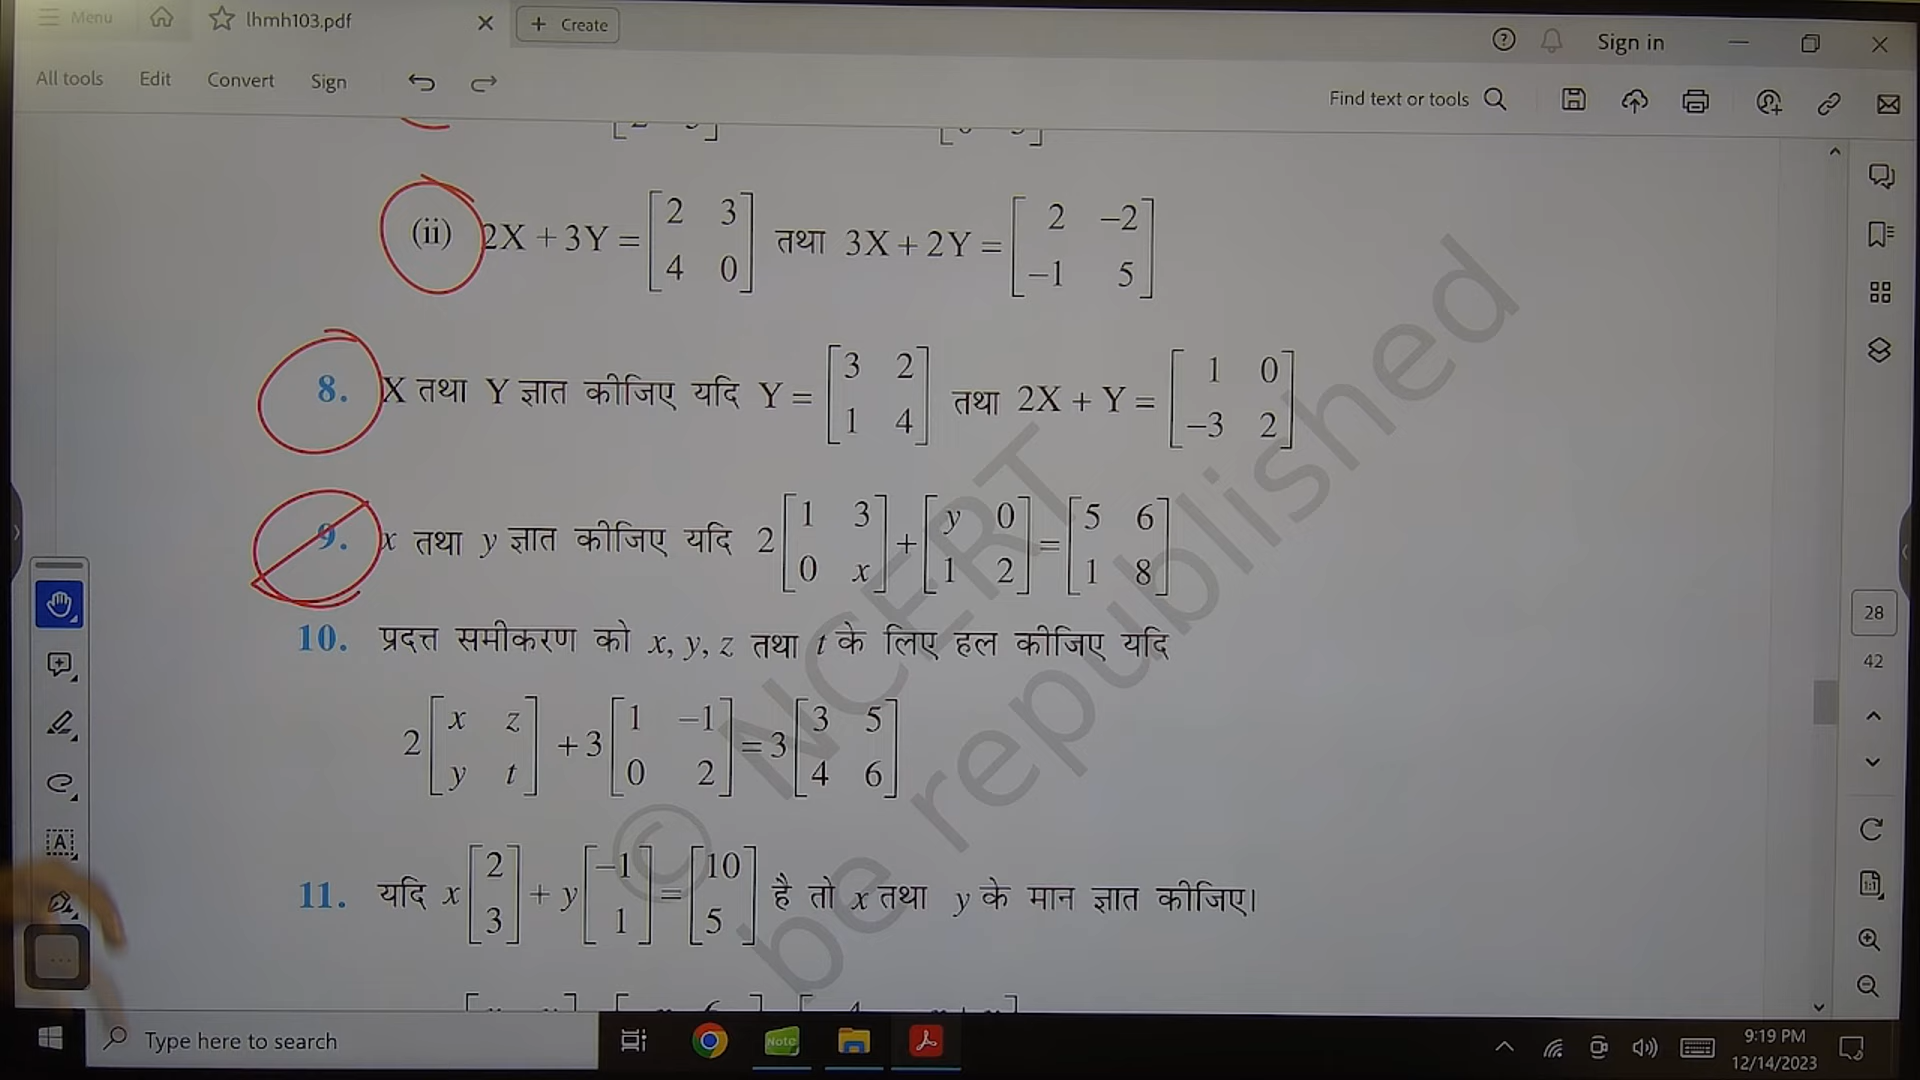 Menu lhmh103.pdf + Create Sign in
All tools Edit Convert Sign Find text or tools
(ii) 2X + 3Y = [2 3; 4 0] तथा 3X + 2Y = [2 –2; –1 5]
8. X तथा Y ज्ञात कीजिए यदि Y = [3 2; 1 4] तथा 2X + Y = [1 0; –3 2]
9. x तथा y ज्ञात कीजिए यदि 2[1 3; 0 x] + [y 0; 1 2] = [5 6; 1 8]
10. प्रदत्त समीकरण को x, y, z तथा t के लिए हल कीजिए यदि
2[x z; y t] + 3[1 –1; 0 2] = 3[3 5; 4 6]
11. यदि x[2; 3] + y[–1; 1] = [10; 5] है तो x तथा y के मान ज्ञात कीजिए।
© NCERT
be republished
28
42
1:1
Type here to search
Note
9:19 PM
12/14/2023